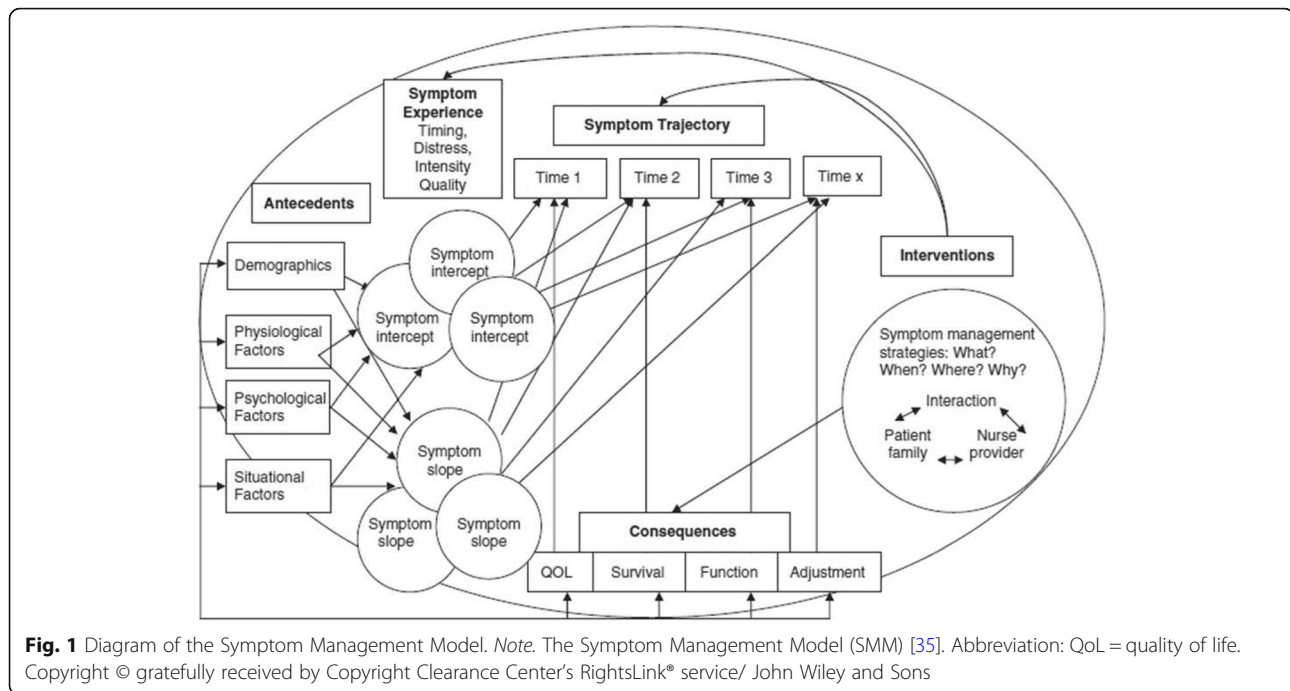 Symptom
Experience
Timing,
Distress,
Intensity
Quality
Symptom Trajectory
Time 1
Time 2
Time 3
Time x
Antecedents
Demographics
Physiological
Factors
Psychological
Factors
Situational
Factors
Symptom
intercept
Symptom
intercept
Symptom
intercept
Symptom
slope
Symptom
slope
Symptom
slope
Interventions
Symptom management
strategies: What?
When? Where? Why?
Interaction
Patient
family
Nurse
provider
Consequences
QOL
Survival
Function
Adjustment
Fig. 1 Diagram of the Symptom Management Model. Note. The Symptom Management Model (SMM) [35]. Abbreviation: QoL = quality of life.
Copyright © gratefully received by Copyright Clearance Center's RightsLink® service/ John Wiley and Sons